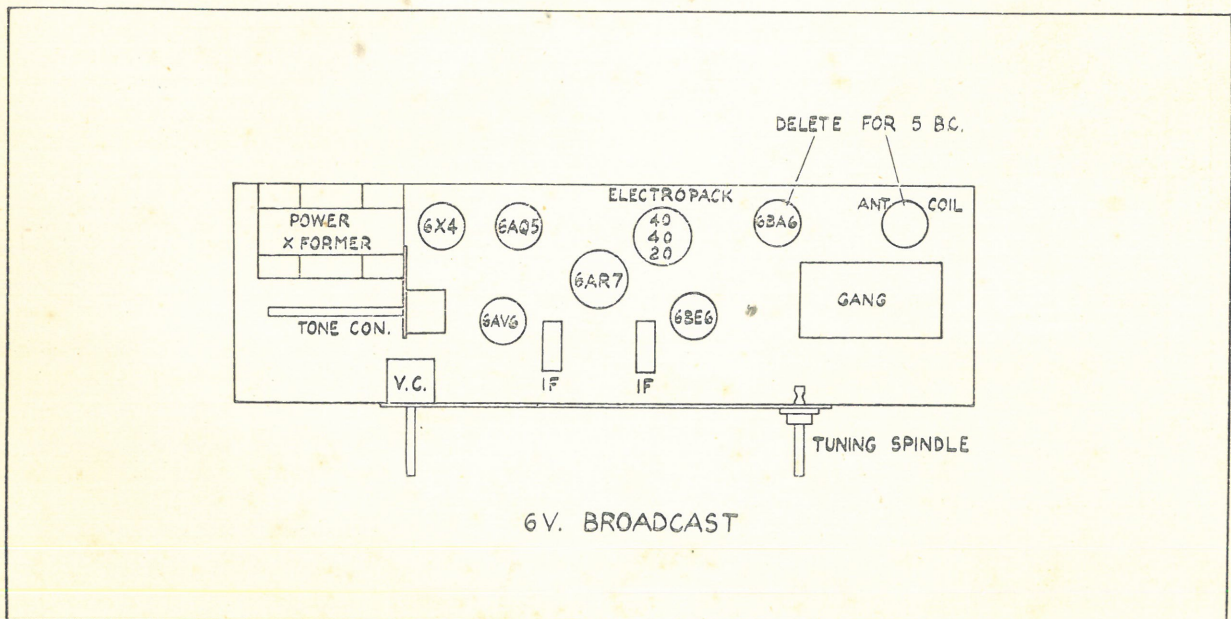 DELETE FOR 5 B.C.
ELECTROPACK
ANT. COIL
POWER
X FORMER
6X4
6AQ5
40
40
20
6BA6
6AR7
GANG
TONE CON.
6AV6
6BE6
V.C.
IF
IF
TUNING SPINDLE
6V. BROADCAST